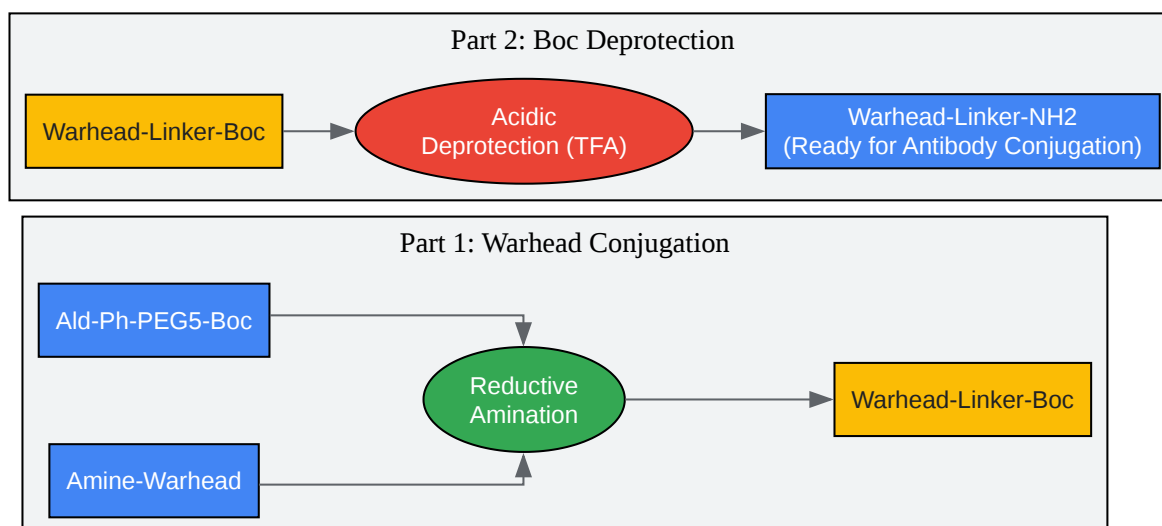 Part 2: Boc Deprotection
Warhead-Linker-Boc
Acidic
Deprotection (TFA)
Warhead-Linker-NH2
(Ready for Antibody Conjugation)
Part 1: Warhead Conjugation
Ald-Ph-PEG5-Boc
Amine-Warhead
Reductive
Amination
Warhead-Linker-Boc